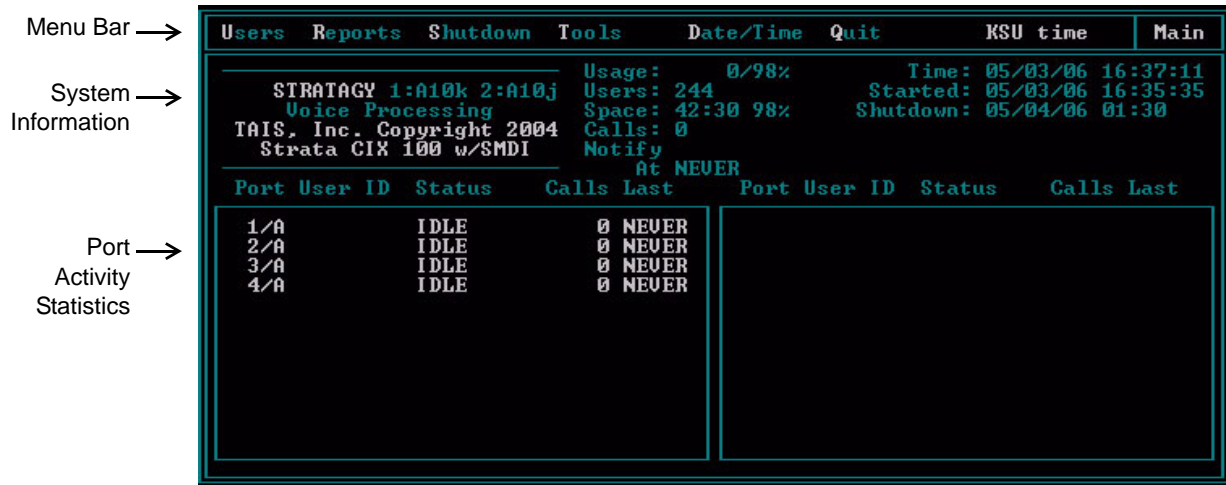 Menu Bar
Users Reports Shutdown Tools Date/Time Quit KSU time Main
System Information
STRATAGY 1:A10k 2:A10j
Voice Processing
TAIS, Inc. Copyright 2004
Strata CIX 100 w/SMDI
Usage: 0/98%
Users: 244
Space: 42:30 98%
Calls: 0
Notify
At NEVER
Time: 05/03/06 16:37:11
Started: 05/03/06 16:35:35
Shutdown: 05/04/06 01:30
Port User ID Status Calls Last Port User ID Status Calls Last
Port
Activity
Statistics
1/A IDLE 0 NEVER
2/A IDLE 0 NEVER
3/A IDLE 0 NEVER
4/A IDLE 0 NEVER